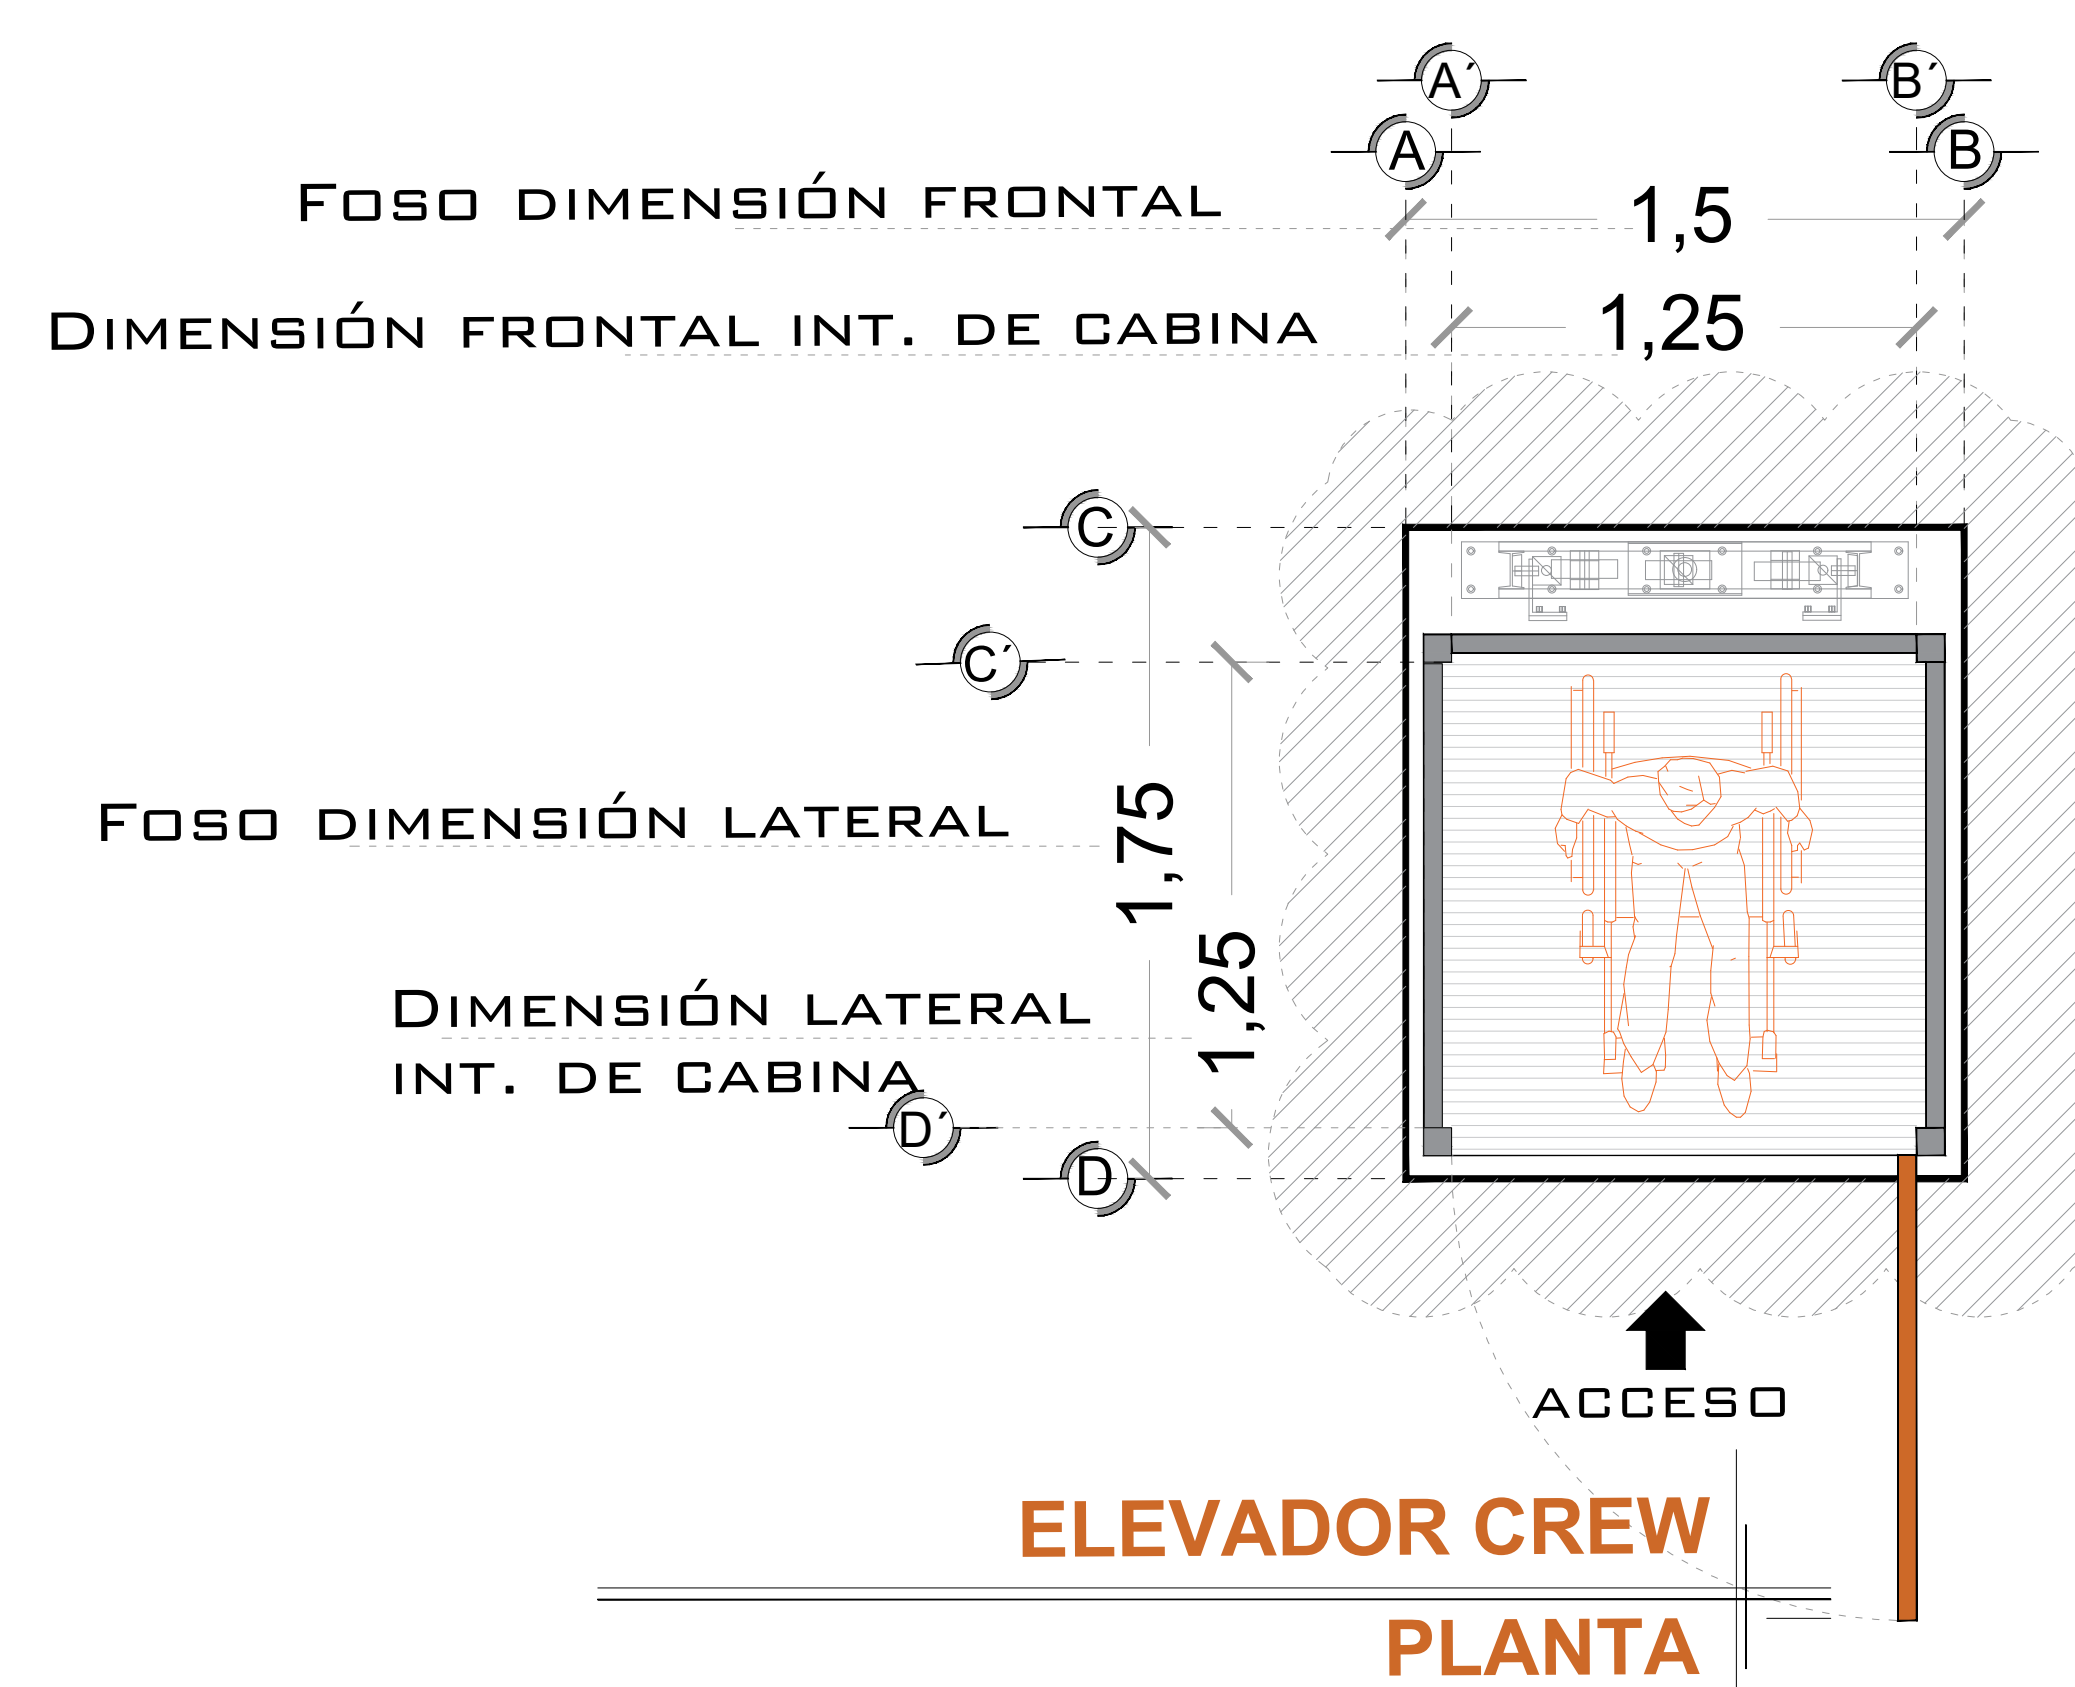 A´ B´
A B
Foso dimensión frontal 1,5
Dimensión frontal int. de cabina 1,25
C
C´
Foso dimensión lateral 1,75
Dimensión lateral 1,25
int. de cabina
D´
D
acceso
ELEVADOR CREW
PLANTA